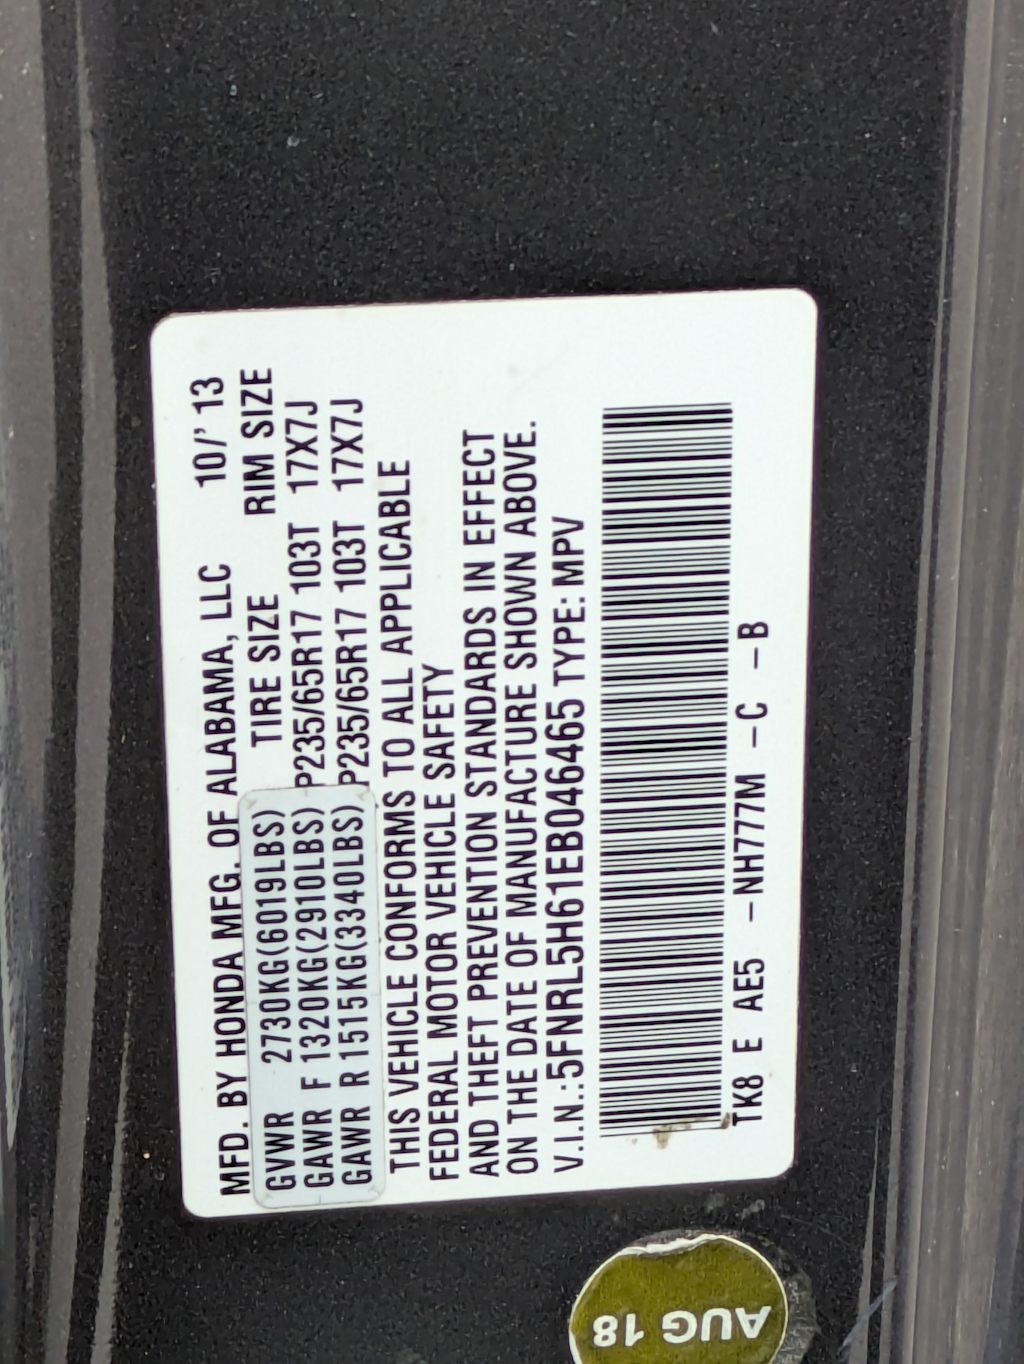 MFD. BY HONDA MFG. OF ALABAMA, LLC 10/' 13
TIRE SIZE RIM SIZE
GVWR 2730KG(6019LBS)
GAWR F 1320KG(2910LBS) P235/65R17 103T 17X7J
GAWR R 1515KG(3340LBS) P235/65R17 103T 17X7J
THIS VEHICLE CONFORMS TO ALL APPLICABLE
FEDERAL MOTOR VEHICLE SAFETY
AND THEFT PREVENTION STANDARDS IN EFFECT
ON THE DATE OF MANUFACTURE SHOWN ABOVE.
V.I.N.:5FNRL5H61EB046465 TYPE: MPV
TK8 E AE5 -NH777M -C -B
AUG 18